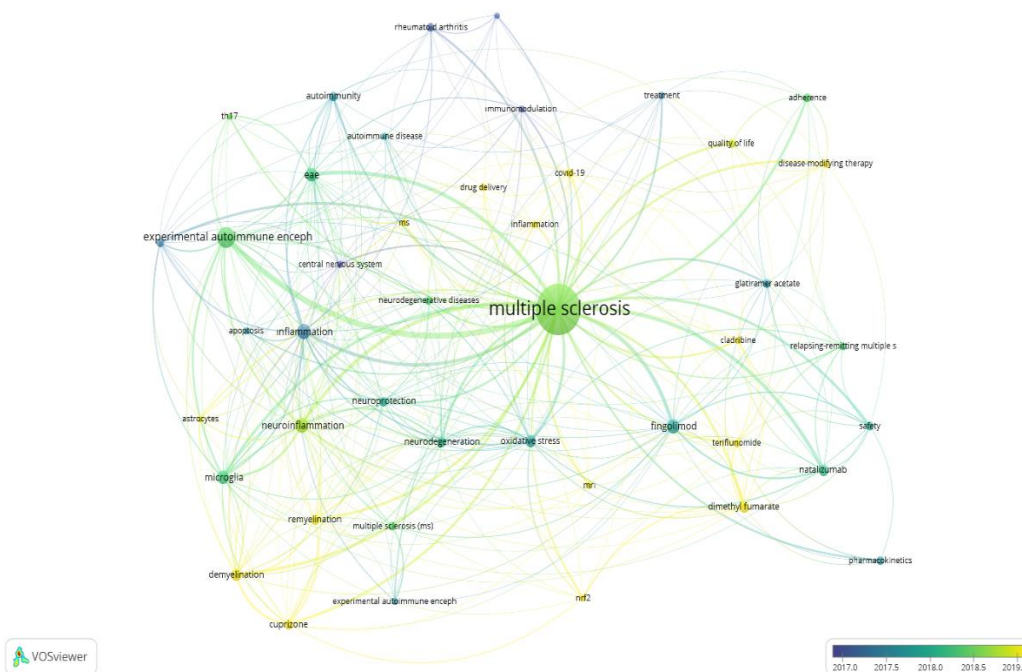 rheumatoid arthritis
autoimmunity
treatment
adherence
immunomodulation
th17
autoimmune disease
quality of life
disease-modifying therapy
eae
covid-19
drug delivery
ms
inflammation
experimental autoimmune enceph
central nervous system
glatiramer acetate
neurodegenerative diseases
multiple sclerosis
apoptosis
inflammation
cladribine
relapsing-remitting multiple s
neuroprotection
astrocytes
neuroinflammation
fingolimod
safety
neurodegeneration
oxidative stress
teriflunomide
natalizumab
microglia
mri
dimethyl fumarate
remyelination
multiple sclerosis (ms)
pharmacokinetics
demyelination
experimental autoimmune enceph
nrf2
cuprizone
VOSviewer
2017.0 2017.5 2018.0 2018.5